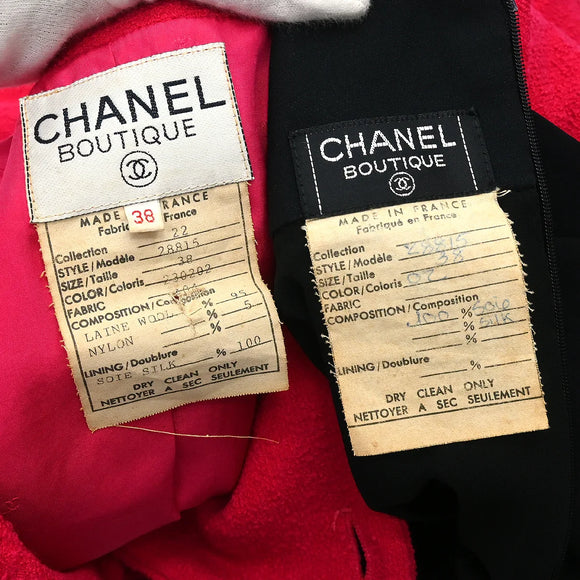 CHANEL
BOUTIQUE
38
MADE IN FRANCE
Fabriqué en France
Collection 22
STYLE/Modèle 28815
SIZE/Taille 38
COLOR/Coloris 230202
FABRIC
COMPOSITION/Composition
LAINE WOOL % 95
NYLON % 5
LINING/Doublure
SOIE SILK % 100
DRY CLEAN ONLY
NETTOYER A SEC SEULEMENT
CHANEL
BOUTIQUE
MADE IN FRANCE
Fabriqué en France
Collection
STYLE/Modèle 28815
SIZE/Taille 38
COLOR/Coloris 02
FABRIC
COMPOSITION/Composition
100 % SOIE
% SILK
%
LINING/Doublure
%
DRY CLEAN ONLY
NETTOYER A SEC SEULEMENT